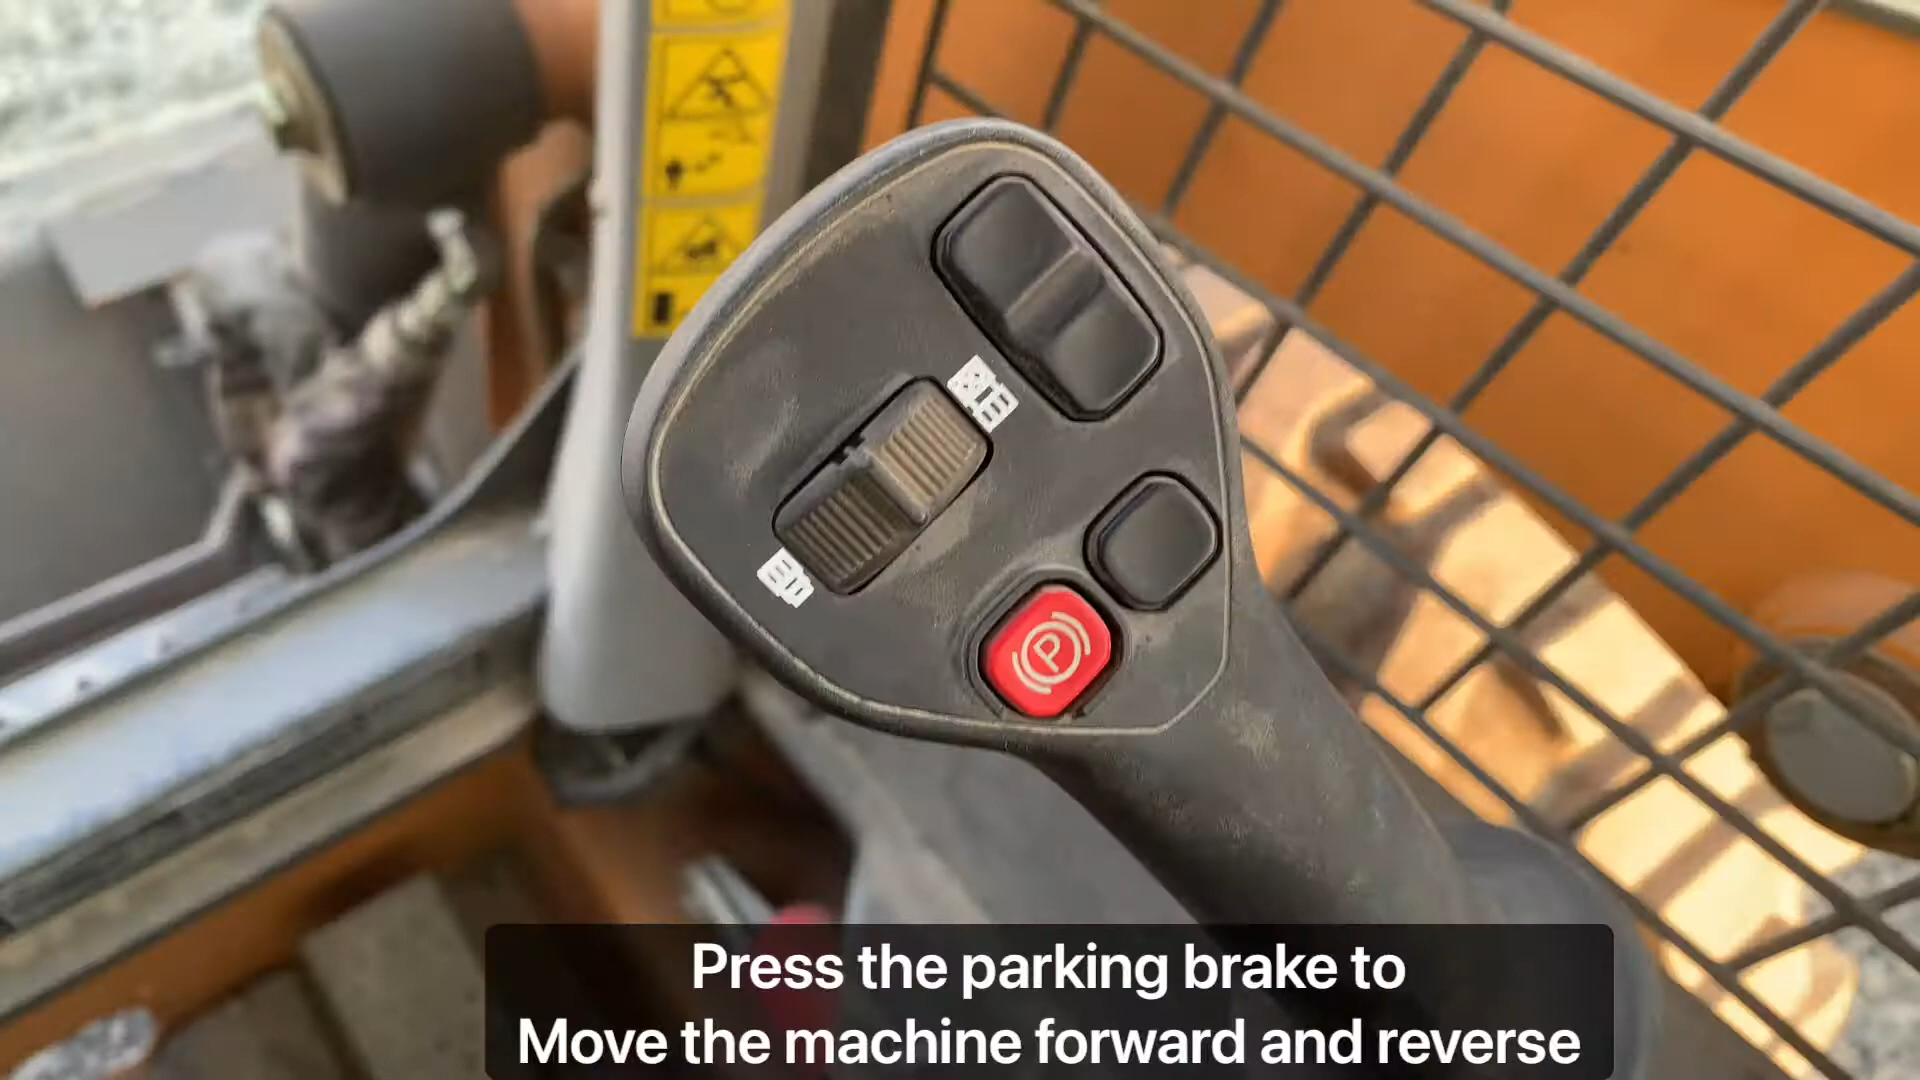 P
Press the parking brake to
Move the machine forward and reverse